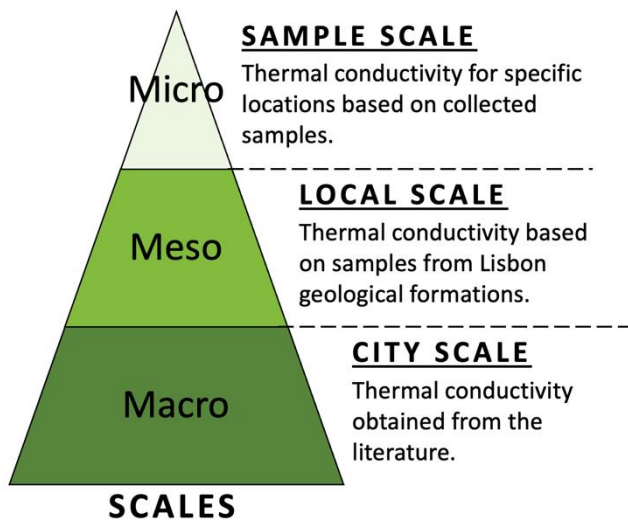 Micro
SAMPLE SCALE
Thermal conductivity for specific
locations based on collected
samples.
Meso
LOCAL SCALE
Thermal conductivity based
on samples from Lisbon
geological formations.
Macro
CITY SCALE
Thermal conductivity
obtained from the
literature.
SCALES